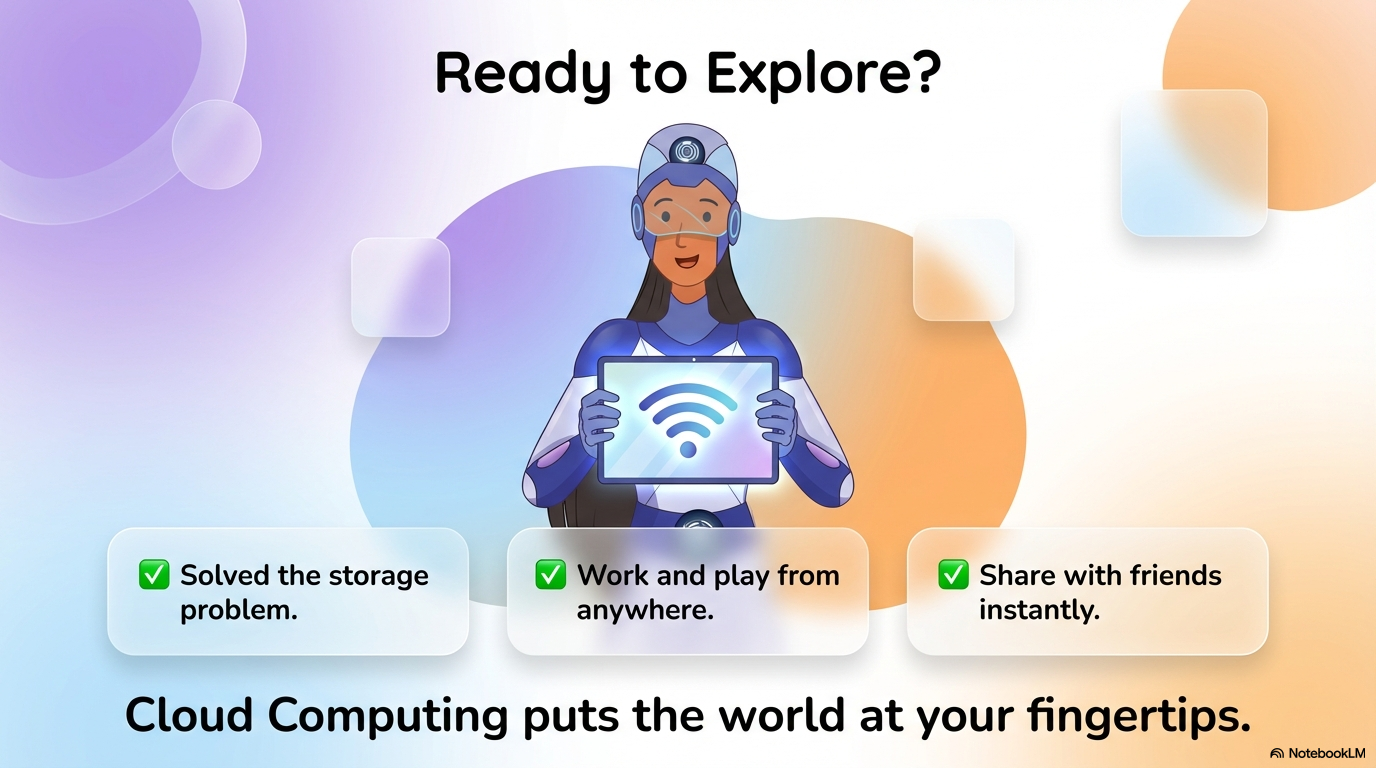 Ready to Explore?
✅ Solved the storage
problem.
✅ Work and play from
anywhere.
✅ Share with friends
instantly.
Cloud Computing puts the world at your fingertips.
NotebookLM